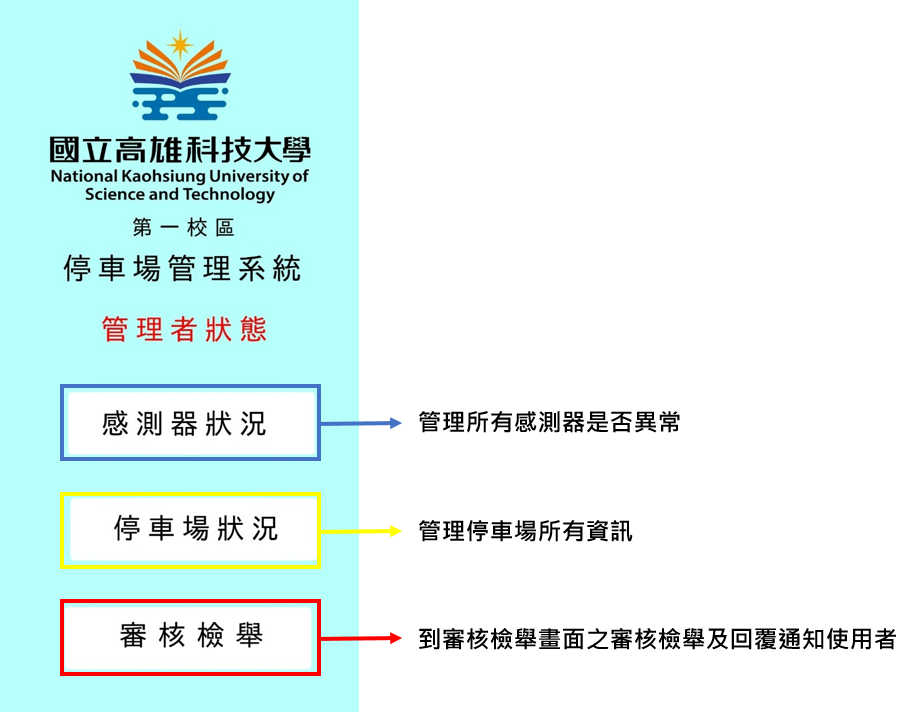 國立高雄科技大學
National Kaohsiung University of
Science and Technology
第一校區
停車場管理系統
管理者狀態
感測器狀況
管理所有感測器是否異常
停車場狀況
管理停車場所有資訊
審核檢舉
到審核檢舉畫面之審核檢舉及回覆通知使用者